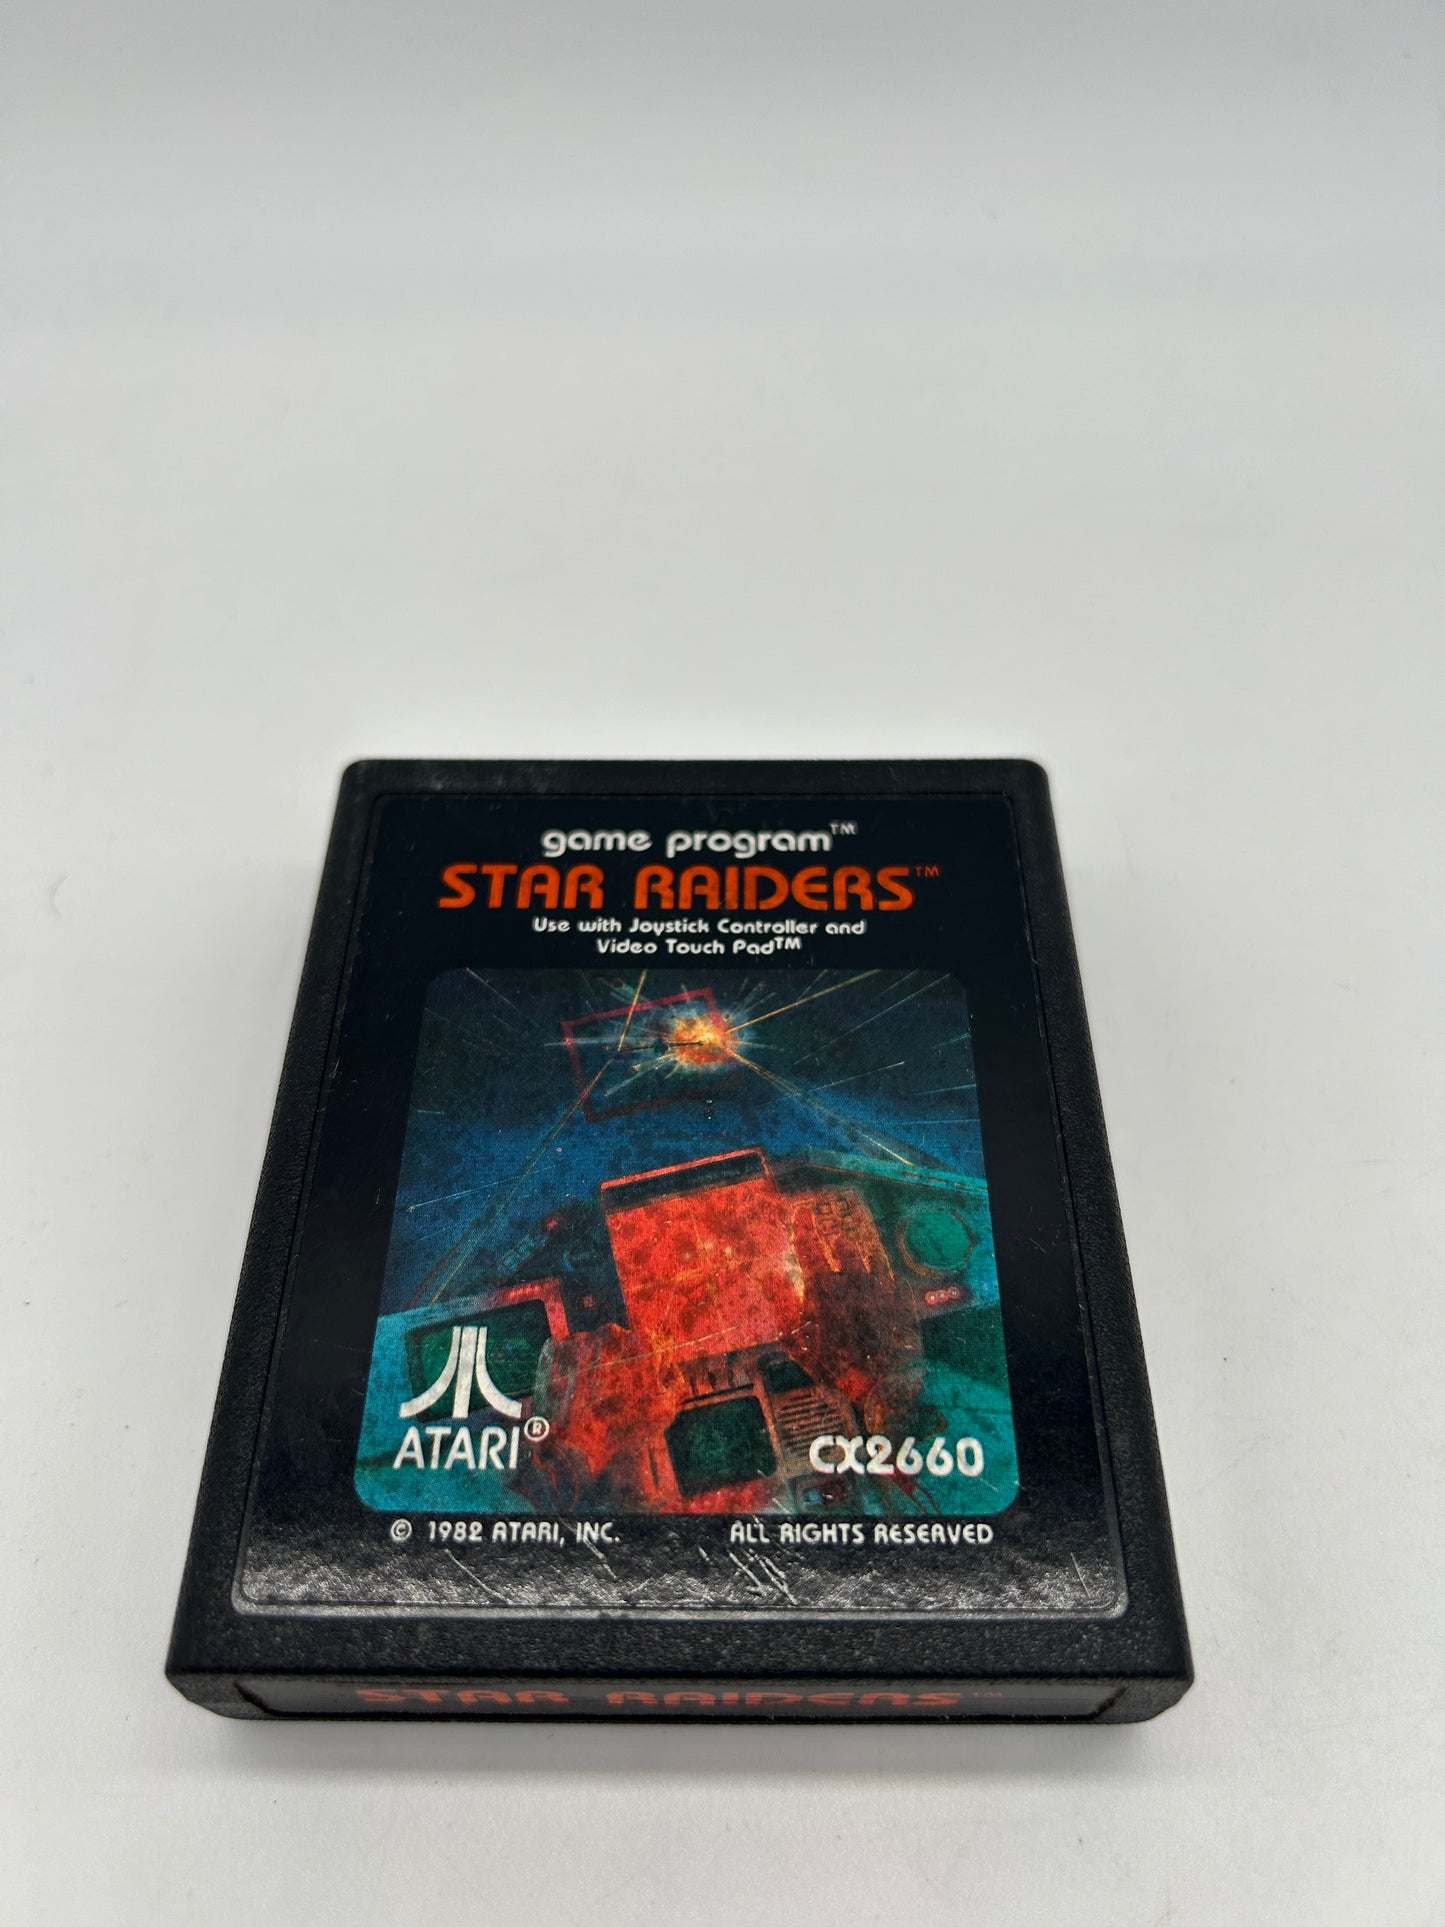 game program™
STAR RAIDERS™
Use with Joystick Controller and
Video Touch Pad™
ATARI®
CX2660
© 1982 ATARI, INC. ALL RIGHTS RESERVED
STAR RAIDERS™